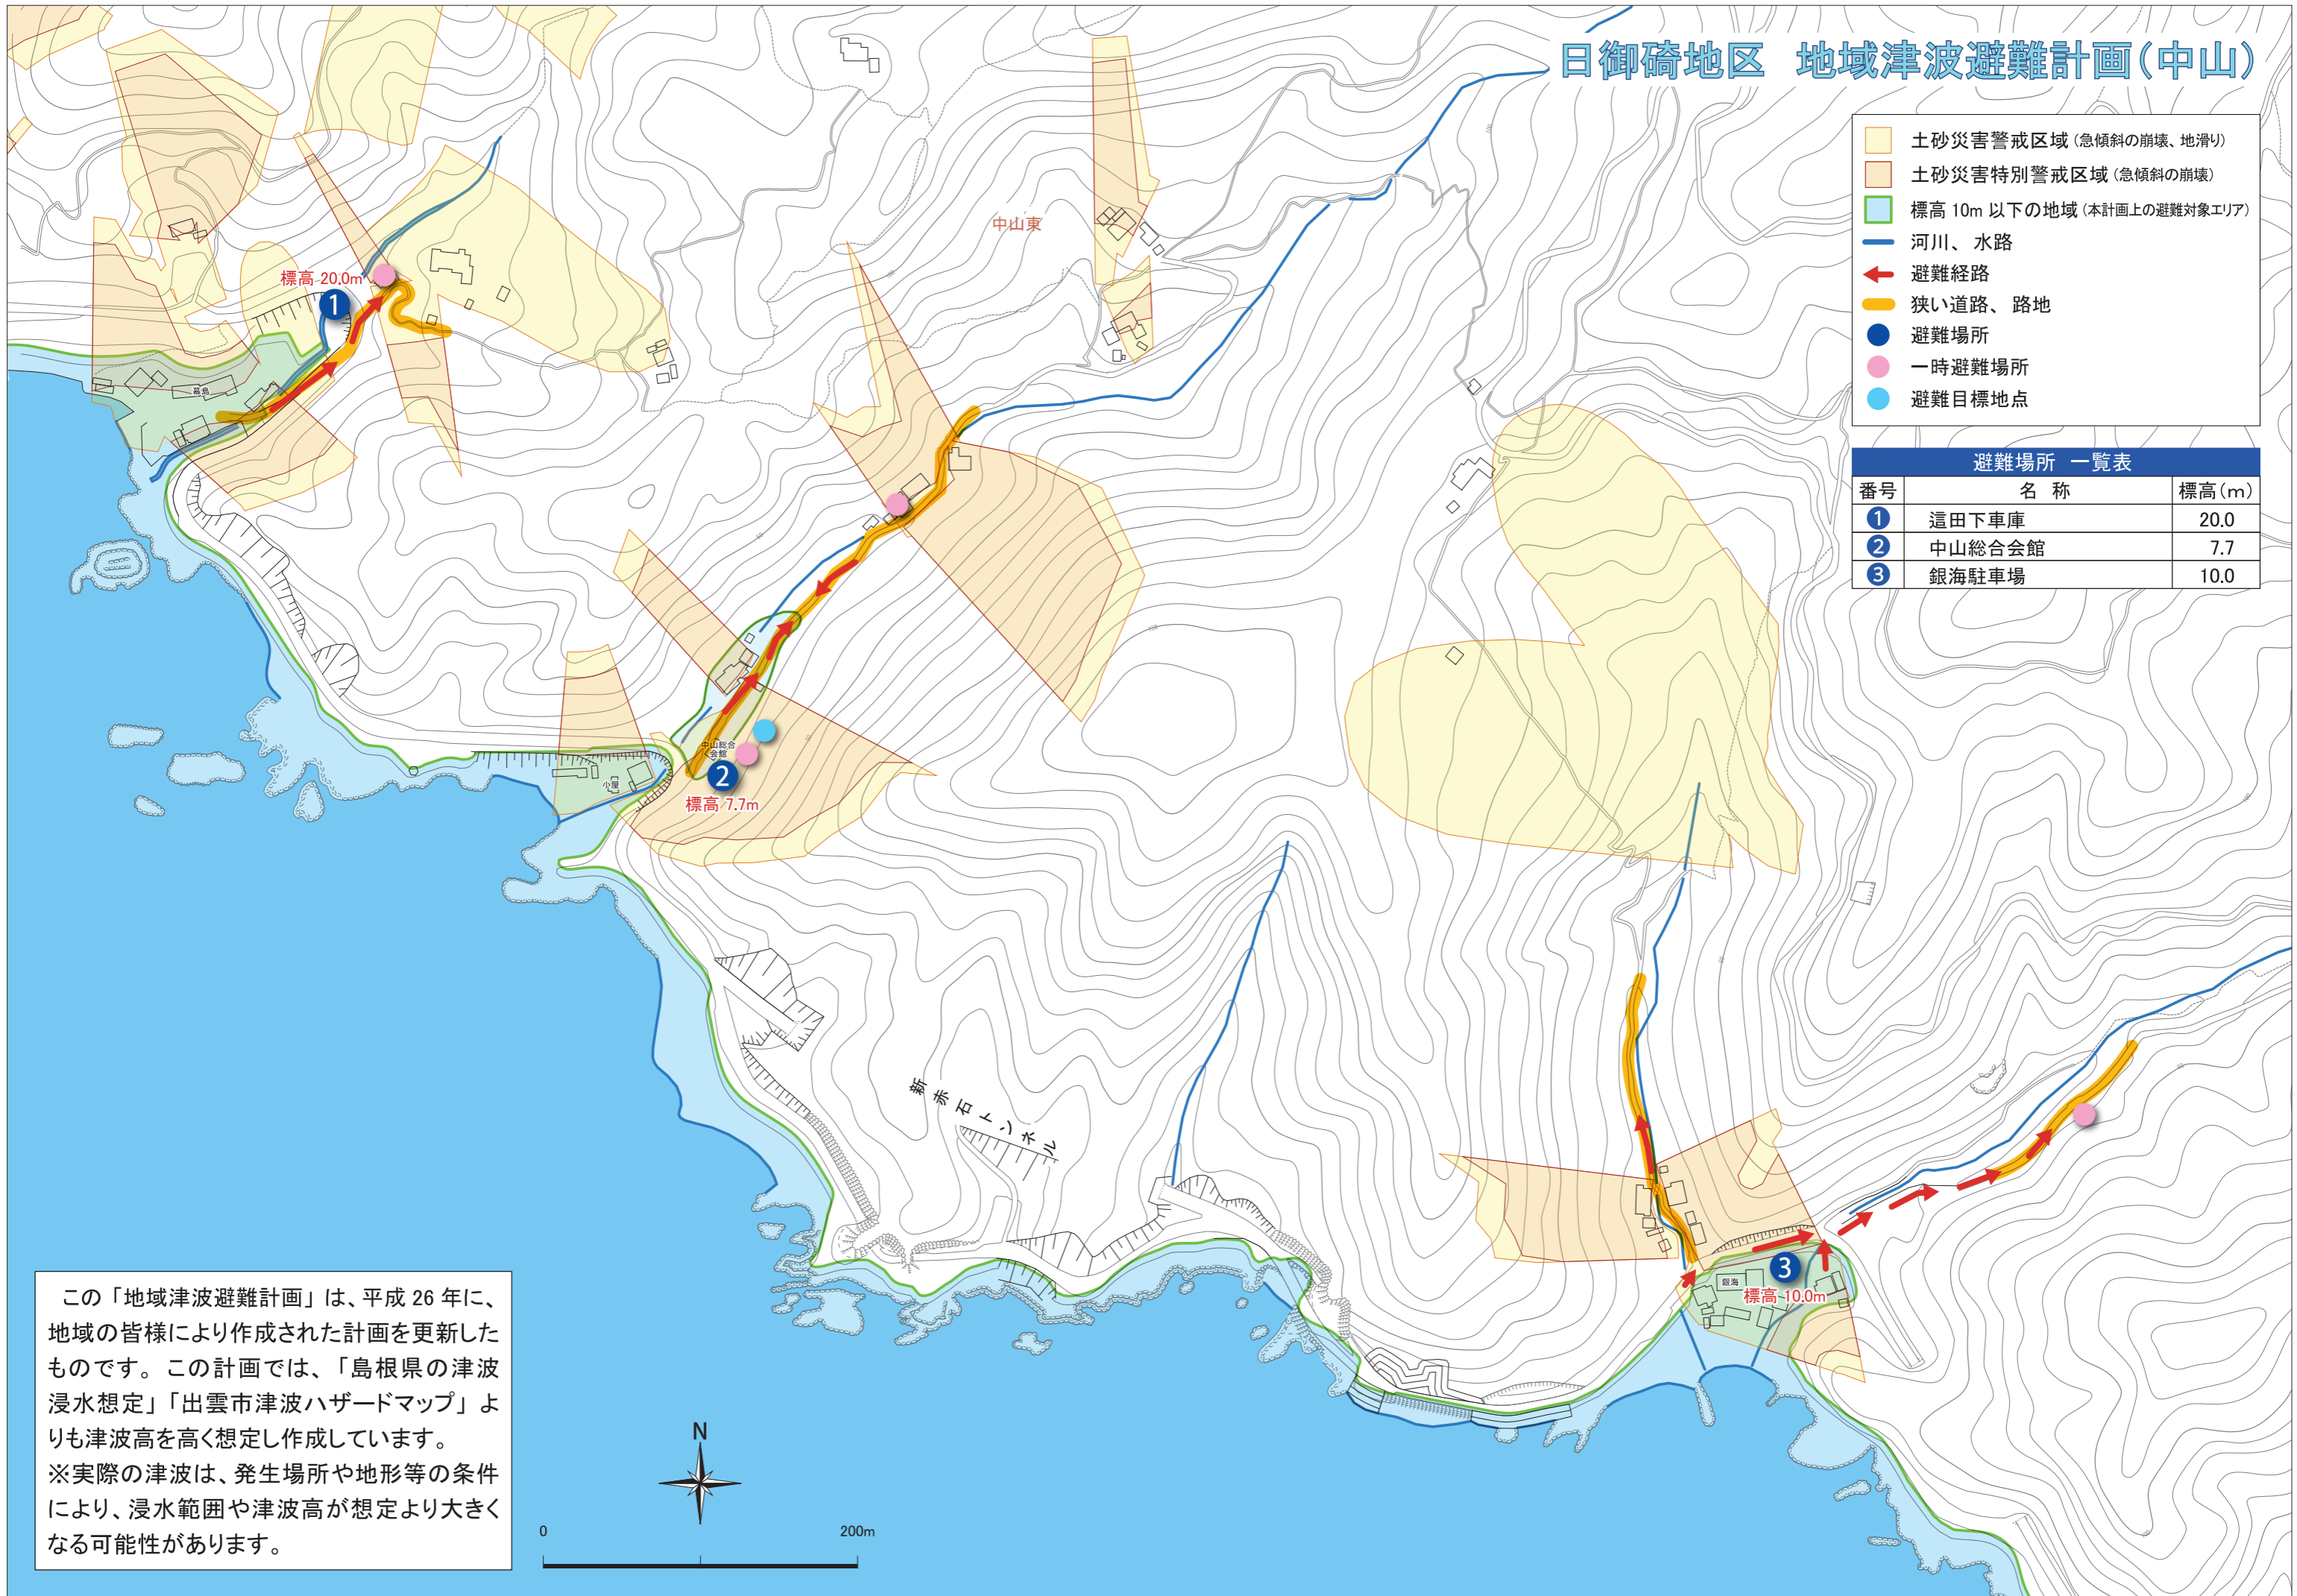 日御碕地区 地域津波避難計画(中山)
土砂災害警戒区域(急傾斜の崩壊、地滑り)
土砂災害特別警戒区域(急傾斜の崩壊)
標高 10m 以下の地域(本計画上の避難対象エリア)
河川、水路
避難経路
狭い道路、路地
避難場所
一時避難場所
避難目標地点
避難場所 一覧表
番号 名 称 標高(m)
1 這田下車庫 20.0
2 中山総合会館 7.7
3 銀海駐車場 10.0
中山東
標高 20.0m
1
中山総合
会館
2
標高 7.7m
小屋
新赤石トンネル
銀海
3
標高 10.0m
この「地域津波避難計画」は、平成 26 年に、
地域の皆様により作成された計画を更新した
ものです。この計画では、「島根県の津波
浸水想定」「出雲市津波ハザードマップ」よ
りも津波高を高く想定し作成しています。
※実際の津波は、発生場所や地形等の条件
により、浸水範囲や津波高が想定より大きく
なる可能性があります。
N
0 200m